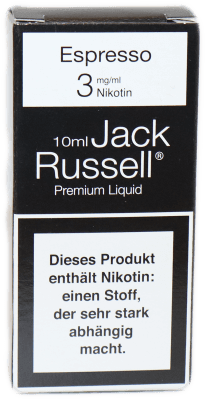 Espresso
3 mg/ml
Nikotin
10ml Jack
Russell®
Premium Liquid
Dieses Produkt
enthält Nikotin:
einen Stoff,
der sehr stark
abhängig
macht.